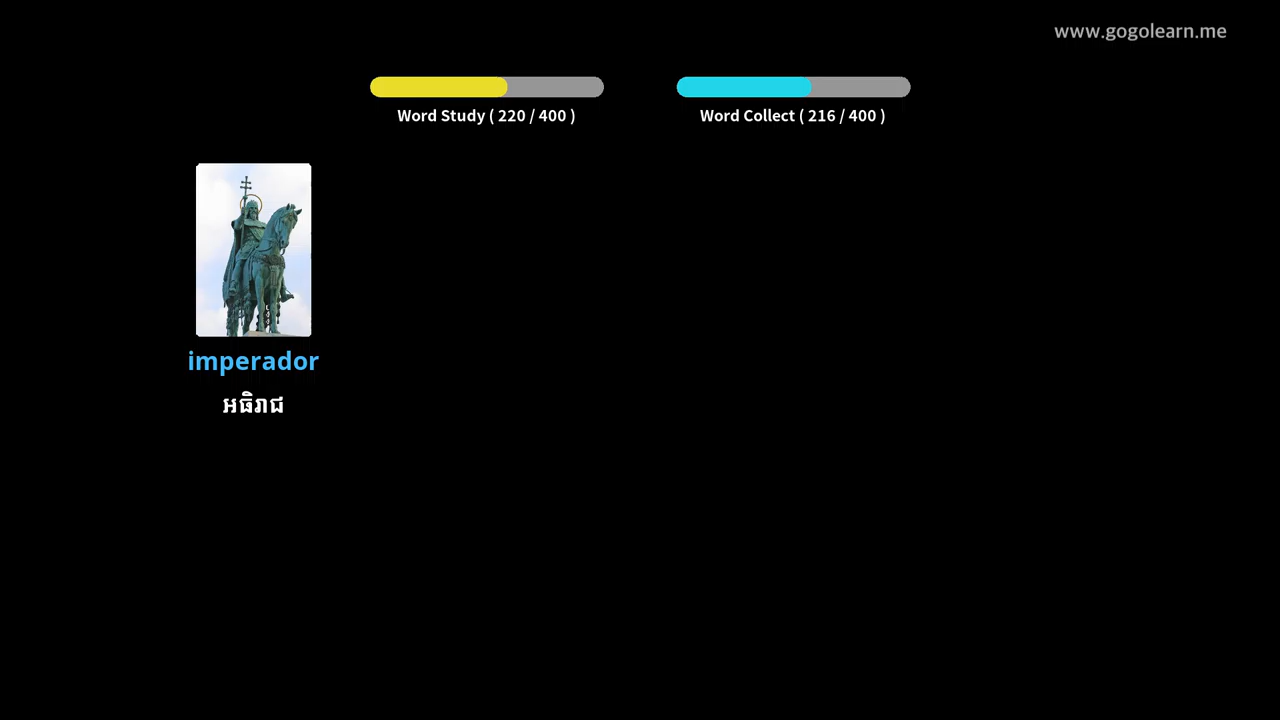 www.gogolearn.me
Word Study ( 220 / 400 )
Word Collect ( 216 / 400 )
imperador
អធិរាជ